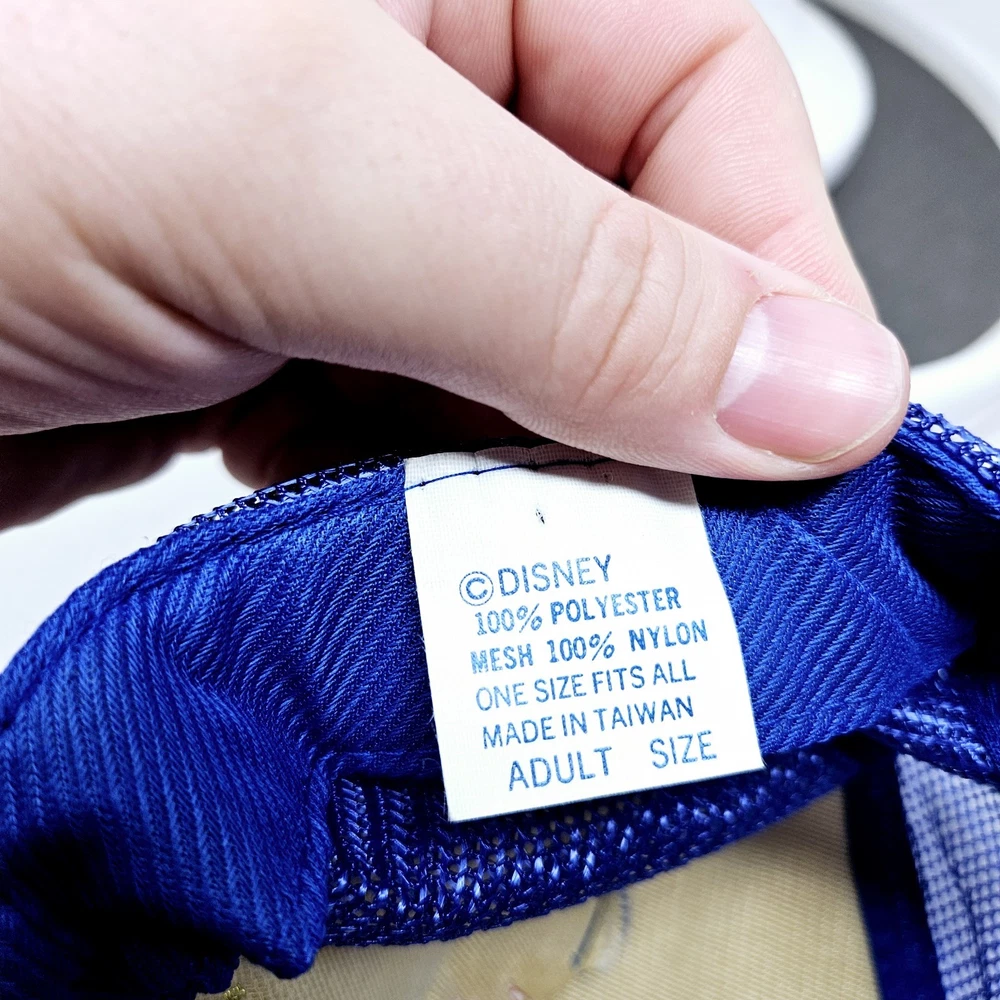 ©DISNEY
100% POLYESTER
MESH 100% NYLON
ONE SIZE FITS ALL
MADE IN TAIWAN
ADULT SIZE